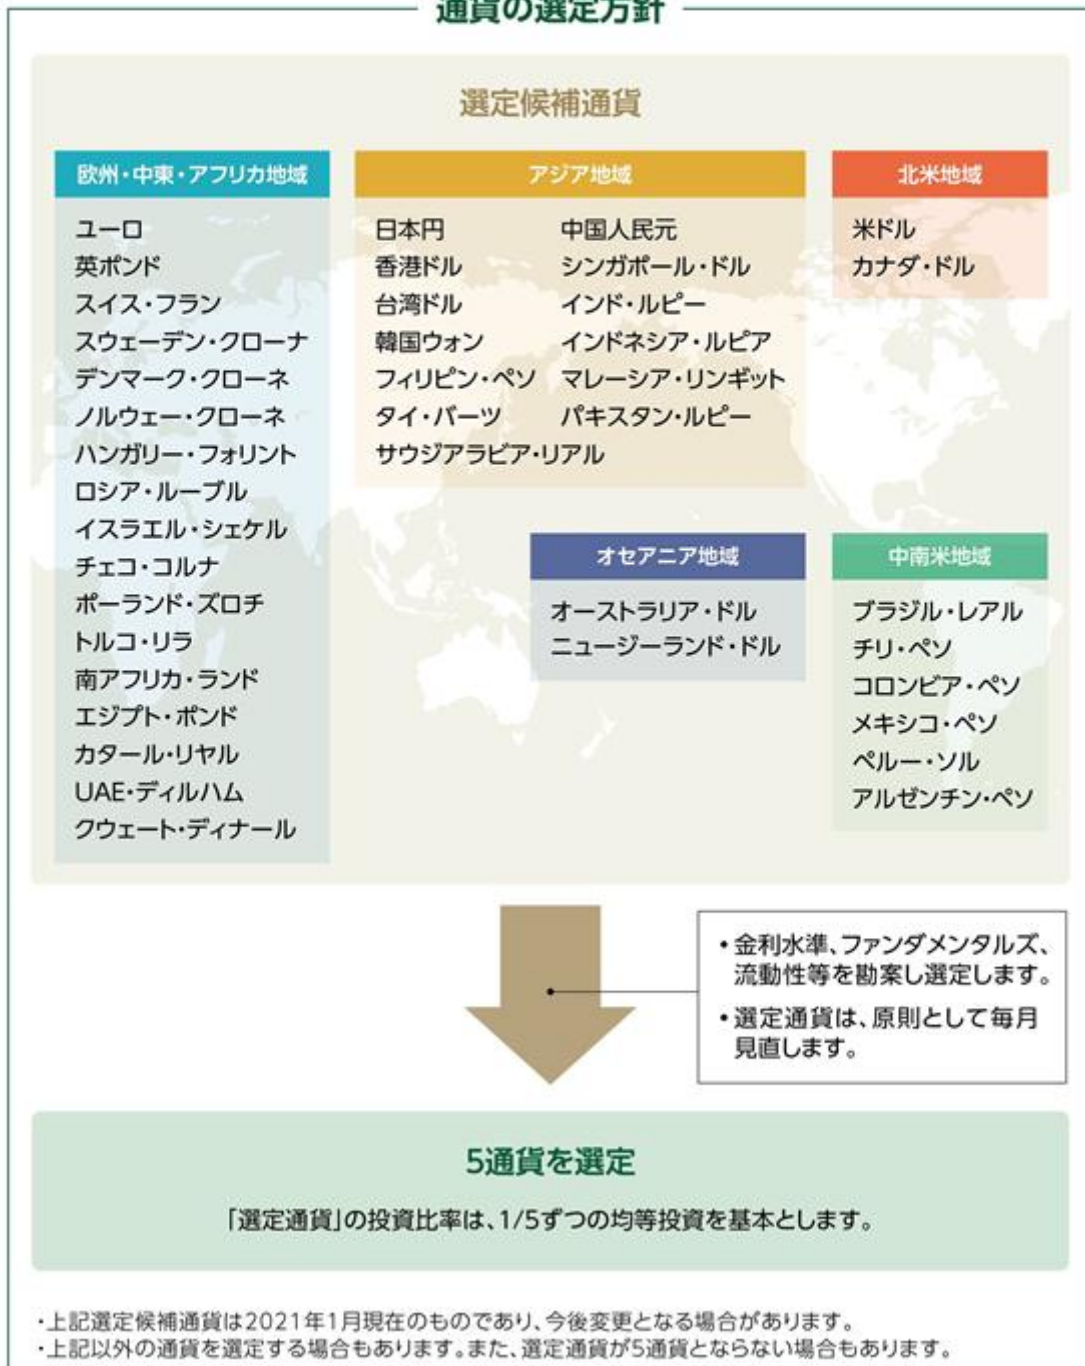 通貨の選定方針
選定候補通貨
欧州・中東・アフリカ地域
ユーロ
英ポンド
スイス・フラン
スウェーデン・クローナ
デンマーク・クローネ
ノルウェー・クローネ
ハンガリー・フォリント
ロシア・ルーブル
イスラエル・シェケル
チェコ・コルナ
ポーランド・ズロチ
トルコ・リラ
南アフリカ・ランド
エジプト・ポンド
カタール・リヤル
UAE・ディルハム
クウェート・ディナール
アジア地域
日本円
香港ドル
台湾ドル
韓国ウォン
フィリピン・ペソ
タイ・バーツ
サウジアラビア・リアル
中国人民元
シンガポール・ドル
インド・ルピー
インドネシア・ルピア
マレーシア・リンギット
パキスタン・ルピー
北米地域
米ドル
カナダ・ドル
オセアニア地域
オーストラリア・ドル
ニュージーランド・ドル
中南米地域
ブラジル・レアル
チリ・ペソ
コロンビア・ペソ
メキシコ・ペソ
ペルー・ソル
アルゼンチン・ペソ
•金利水準、ファンダメンタルズ、
流動性等を勘案し選定します。
•選定通貨は、原則として毎月
見直します。
5通貨を選定
「選定通貨」の投資比率は、1/5ずつの均等投資を基本とします。
・上記選定候補通貨は2021年1月現在のものであり、今後変更となる場合があります。
・上記以外の通貨を選定する場合もあります。また、選定通貨が5通貨とならない場合もあります。